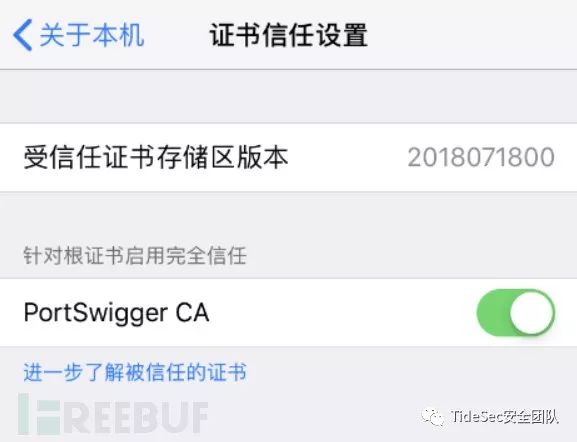 关于本机 证书信任设置
受信任证书存储区版本 2018071800
针对根证书启用完全信任
PortSwigger CA
进一步了解被信任的证书
FREEBUF
TideSec安全团队